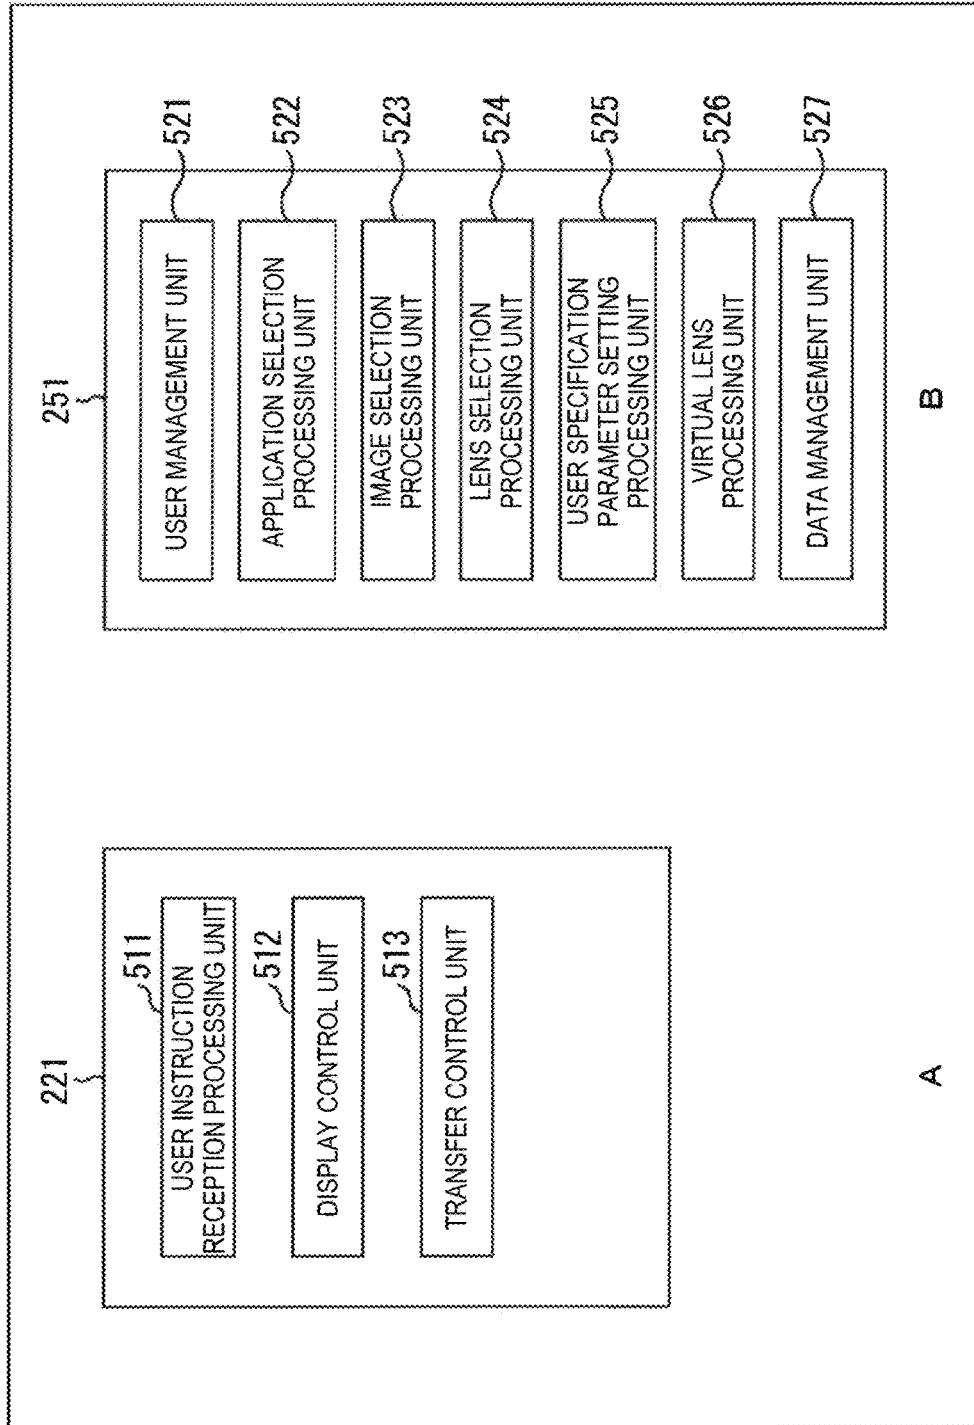 221
511
USER INSTRUCTION
RECEPTION PROCESSING UNIT
512
DISPLAY CONTROL UNIT
513
TRANSFER CONTROL UNIT
A
251
USER MANAGEMENT UNIT
521
APPLICATION SELECTION
PROCESSING UNIT
522
IMAGE SELECTION
PROCESSING UNIT
523
LENS SELECTION
PROCESSING UNIT
524
USER SPECIFICATION
PARAMETER SETTING
PROCESSING UNIT
525
VIRTUAL LENS
PROCESSING UNIT
526
DATA MANAGEMENT UNIT
527
B